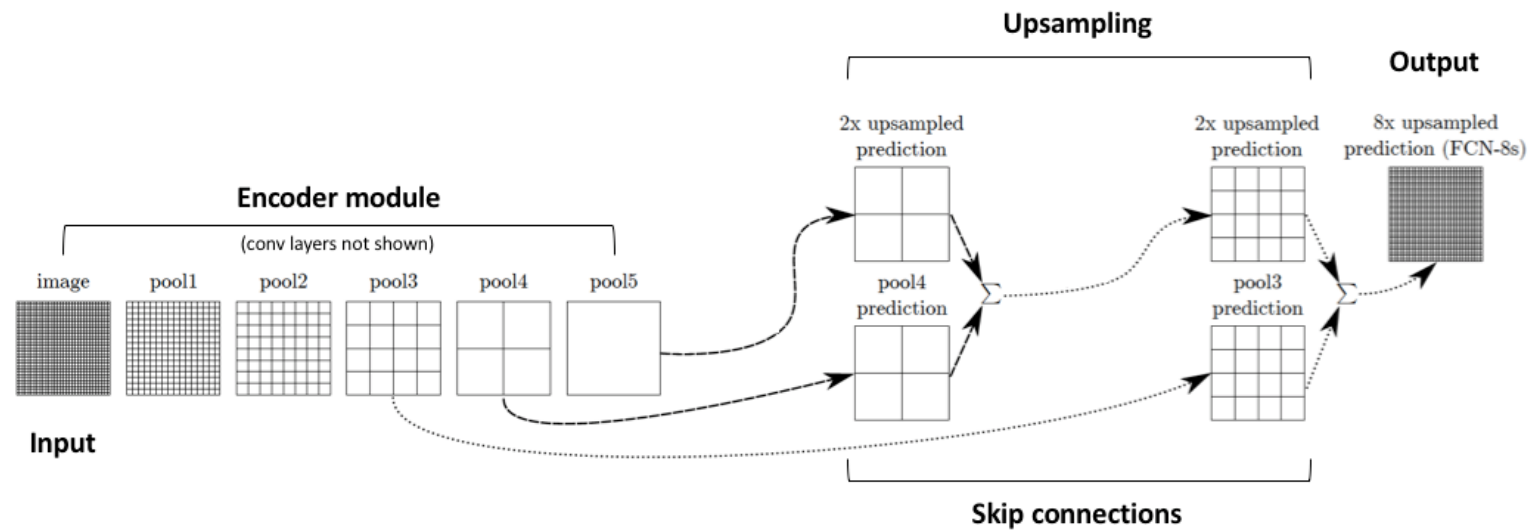 Upsampling
Output
2x upsampled
prediction
2x upsampled
prediction
8x upsampled
prediction (FCN-8s)
Encoder module
(conv layers not shown)
image
pool1
pool2
pool3
pool4
pool5
pool4
prediction
Σ
pool3
prediction
Σ
Input
Skip connections